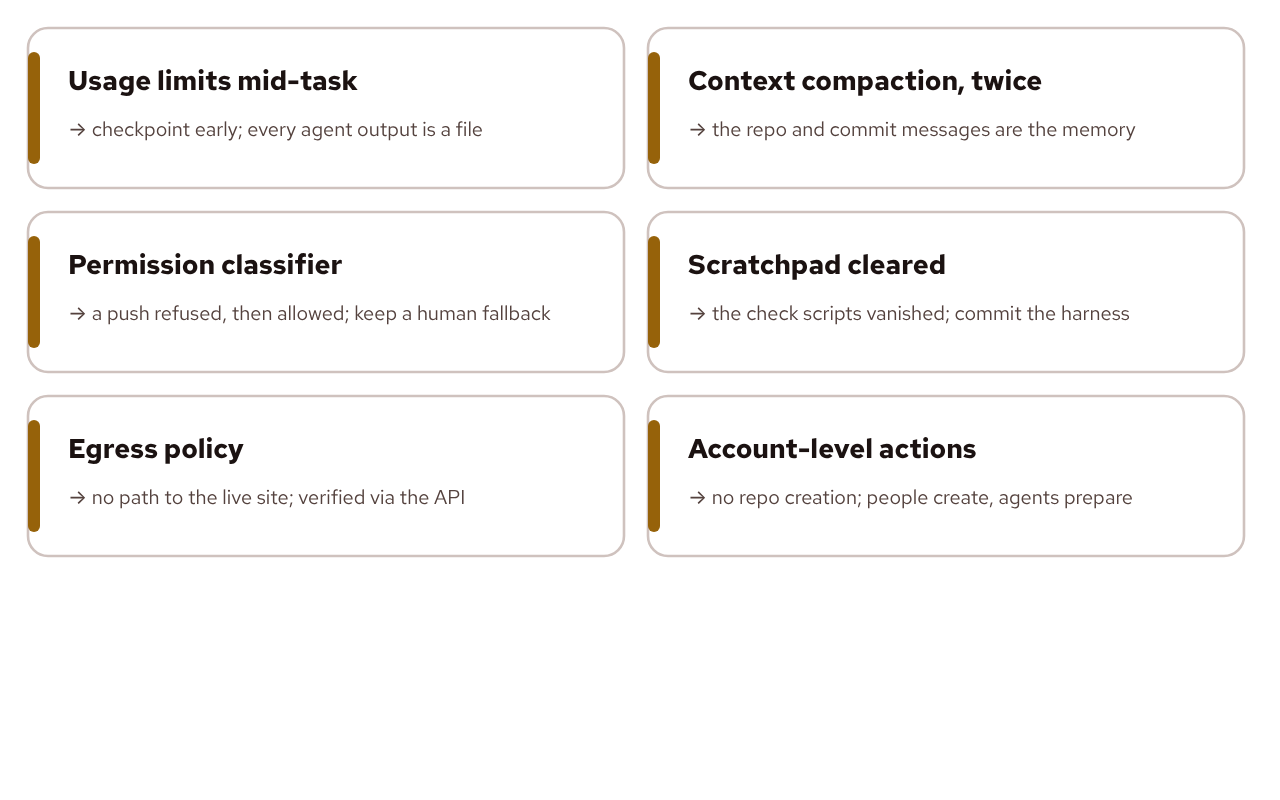 Usage limits mid-task
→ checkpoint early; every agent output is a file
Context compaction, twice
→ the repo and commit messages are the memory
Permission classifier
→ a push refused, then allowed; keep a human fallback
Scratchpad cleared
→ the check scripts vanished; commit the harness
Egress policy
→ no path to the live site; verified via the API
Account-level actions
→ no repo creation; people create, agents prepare